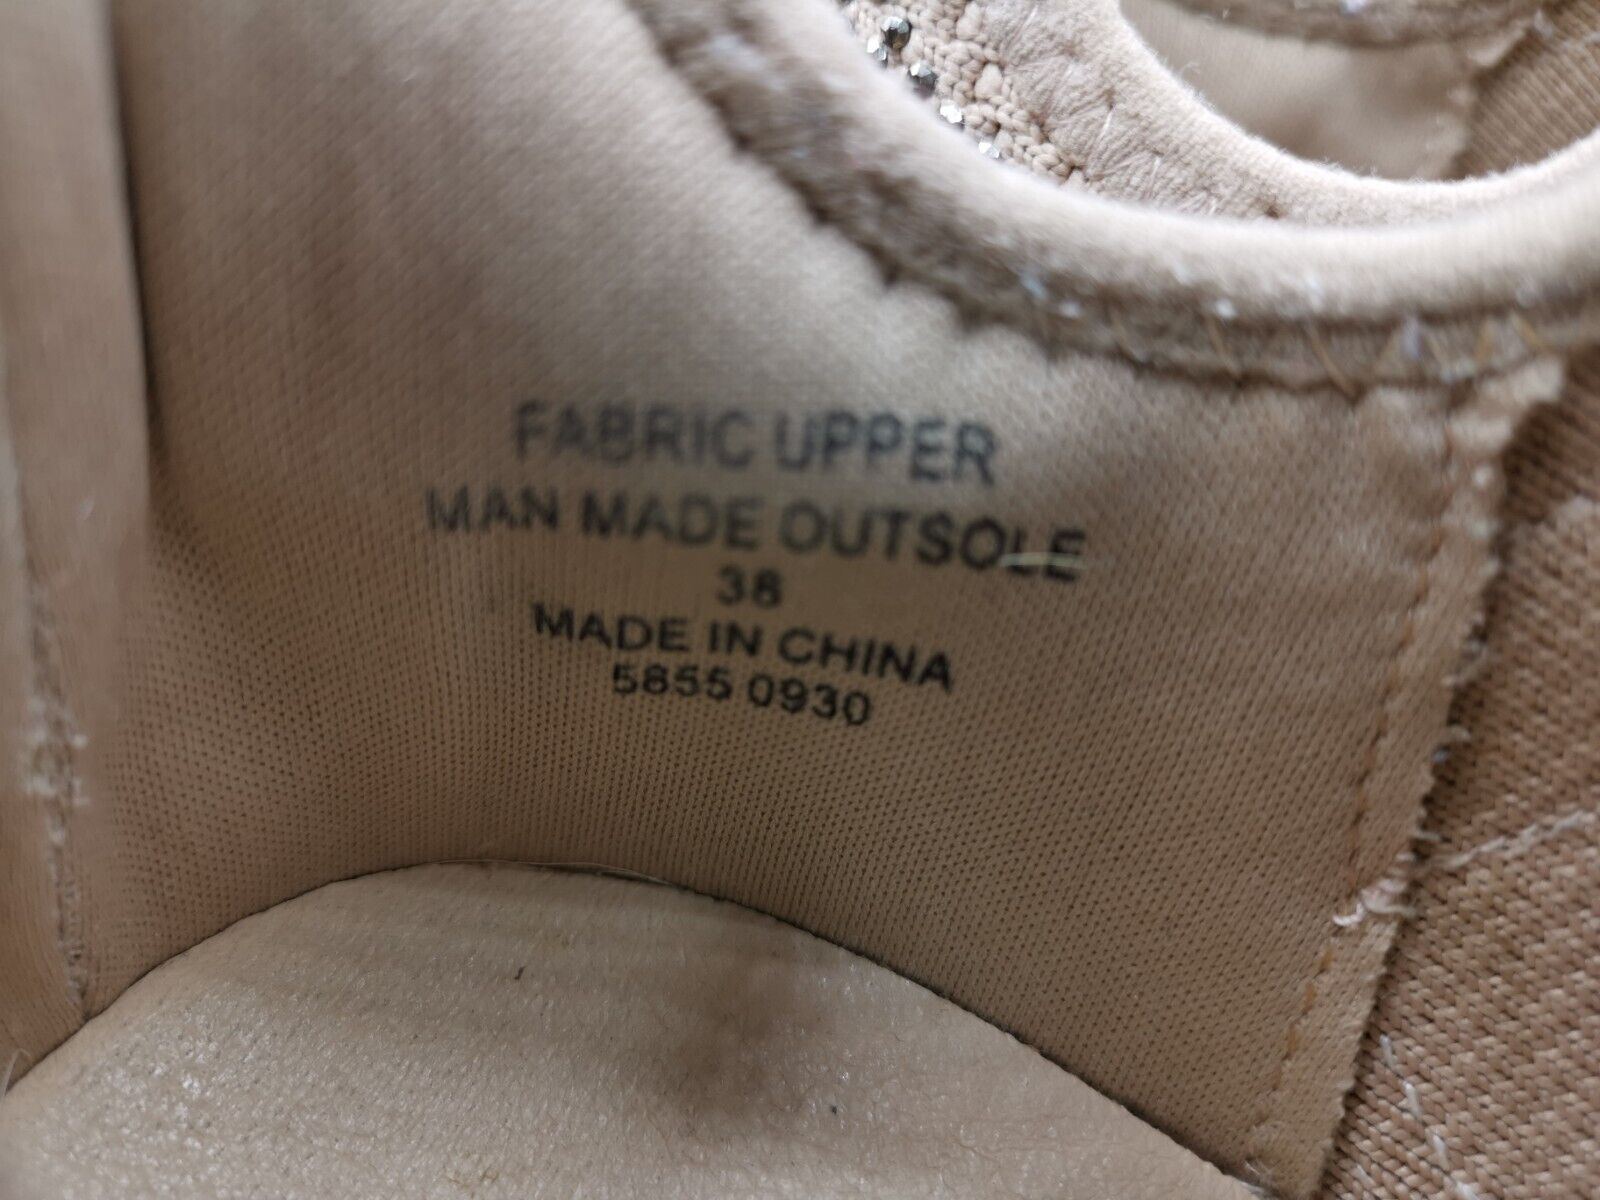 FABRIC UPPER
MAN MADE OUTSOLE
38
MADE IN CHINA
5855 0930